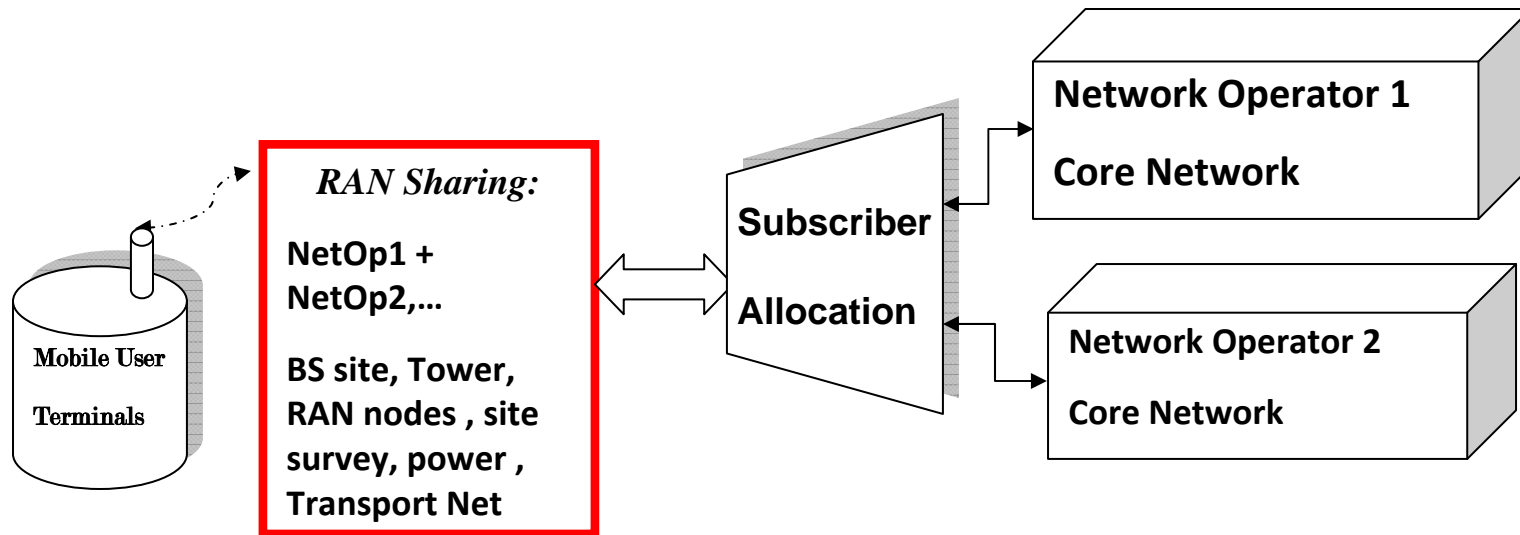 Mobile User
Terminals
RAN Sharing:
NetOp1 +
NetOp2,...
BS site, Tower,
RAN nodes , site
survey, power ,
Transport Net
Subscriber
Allocation
Network Operator 1
Core Network
Network Operator 2
Core Network